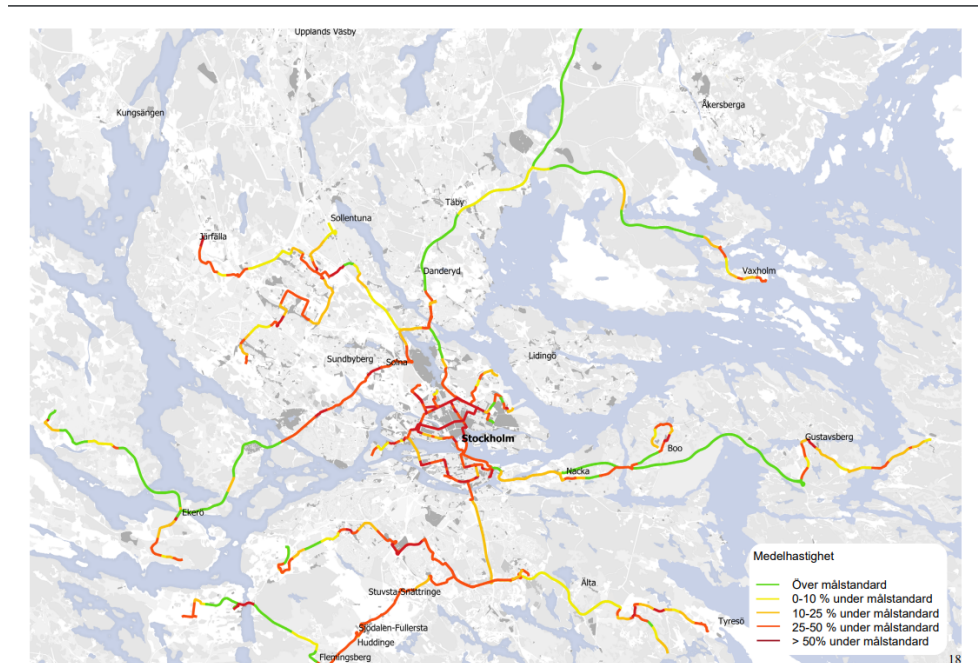 Upplands Väsby
Åkersberga
Kungsängen
Täby
Sollentuna
Järfälla
Danderyd
Vaxholm
Sundbyberg
Solna
Lidingö
Stockholm
Gustavsberg
Boo
Nacka
Ekerö
Medelhastighet
Över målstandard
0-10 % under målstandard
10-25 % under målstandard
25-50 % under målstandard
> 50% under målstandard
Älta
Stuvsta-Snättringe
Tyresö
Sjödalen-Fullersta
Huddinge
Flemingsberg
18